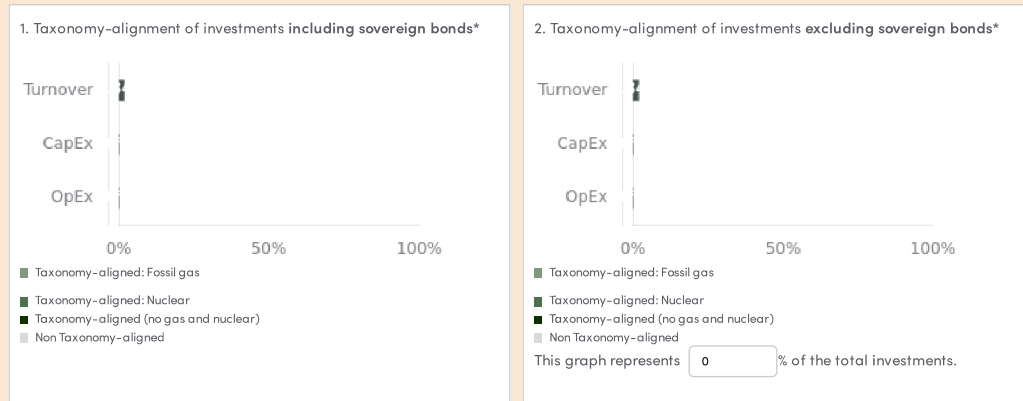 1. Taxonomy-alignment of investments including sovereign bonds*
Turnover
CapEx
OpEx
0% 50% 100%
Taxonomy-aligned: Fossil gas
Taxonomy-aligned: Nuclear
Taxonomy-aligned (no gas and nuclear)
Non Taxonomy-aligned
2. Taxonomy-alignment of investments excluding sovereign bonds*
Turnover
CapEx
OpEx
0% 50% 100%
Taxonomy-aligned: Fossil gas
Taxonomy-aligned: Nuclear
Taxonomy-aligned (no gas and nuclear)
Non Taxonomy-aligned
This graph represents 0 % of the total investments.